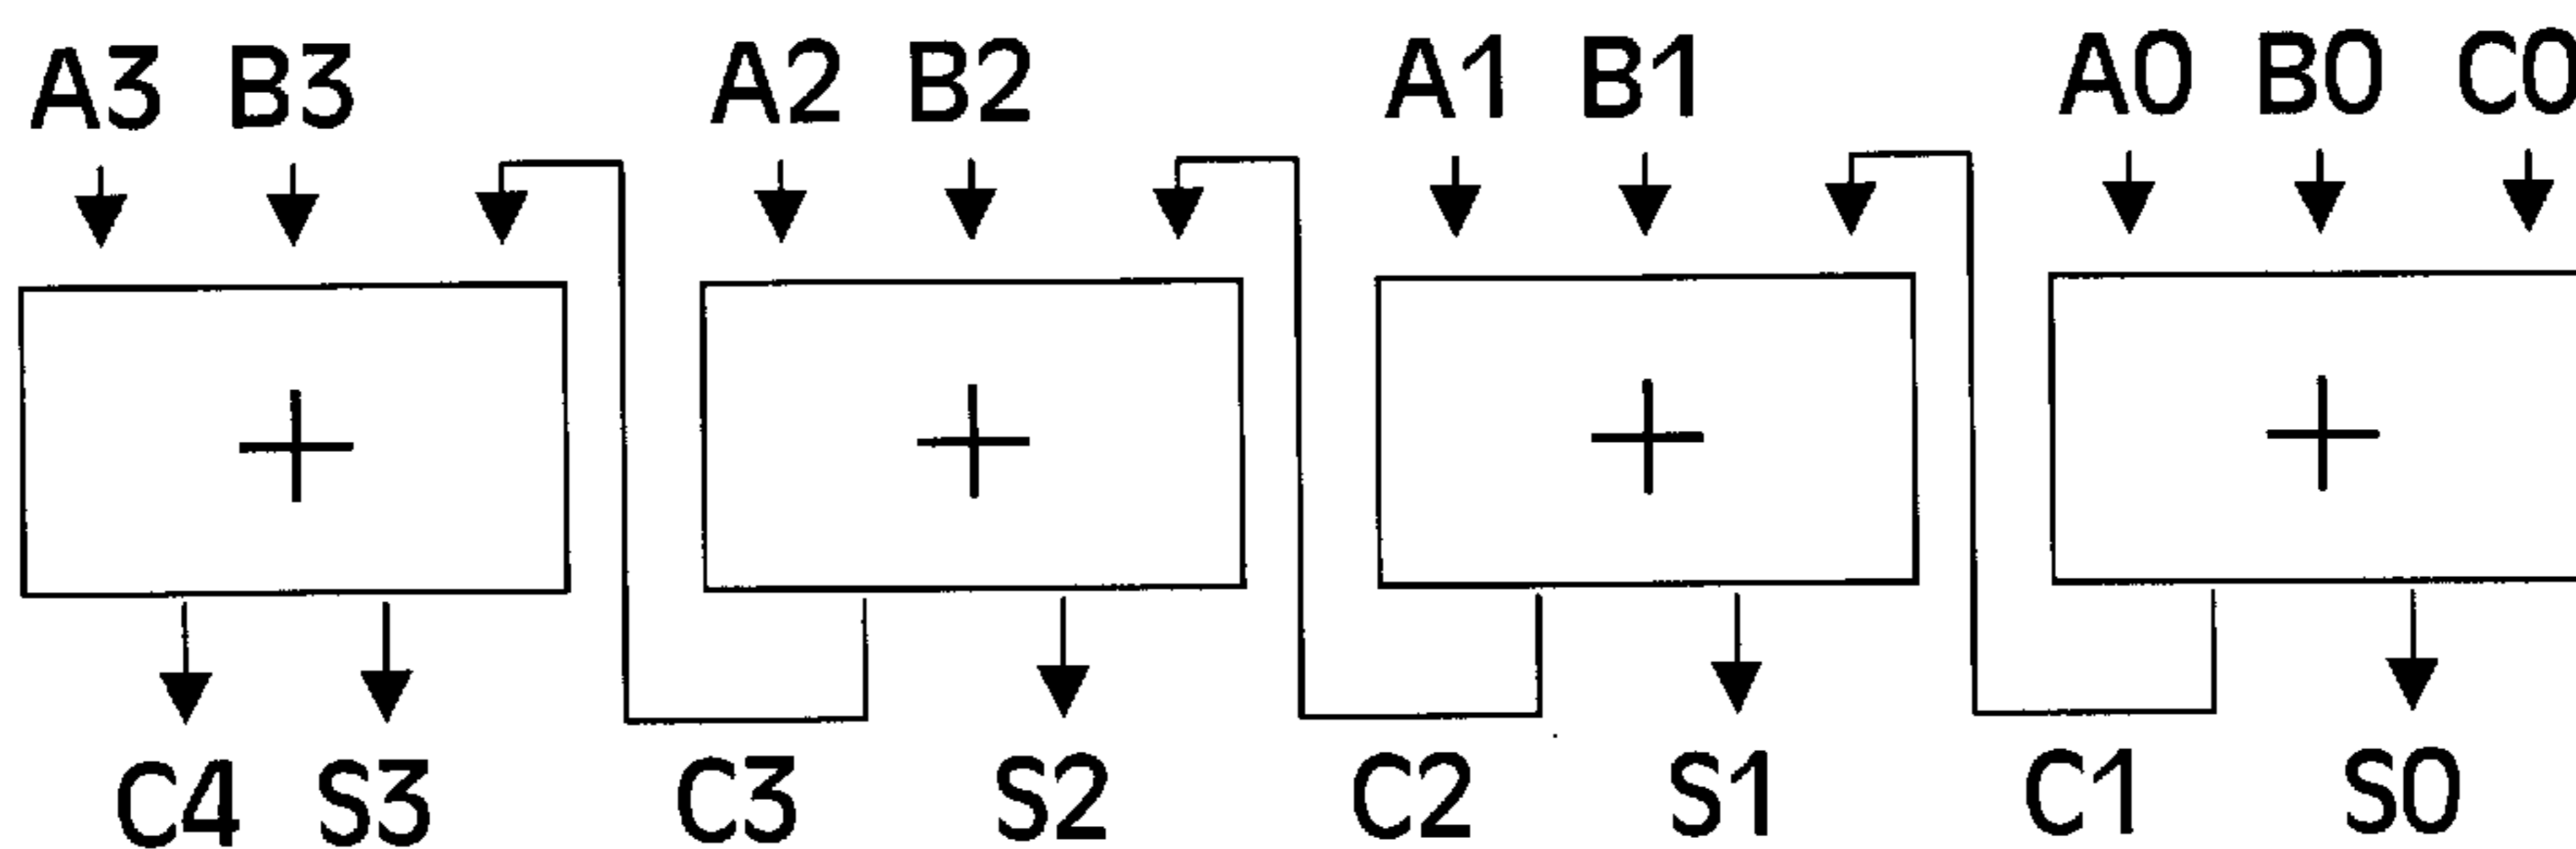 A3 B3 A2 B2 A1 B1 A0 B0 C0
+ + + +
C4 S3 C3 S2 C2 S1 C1 S0